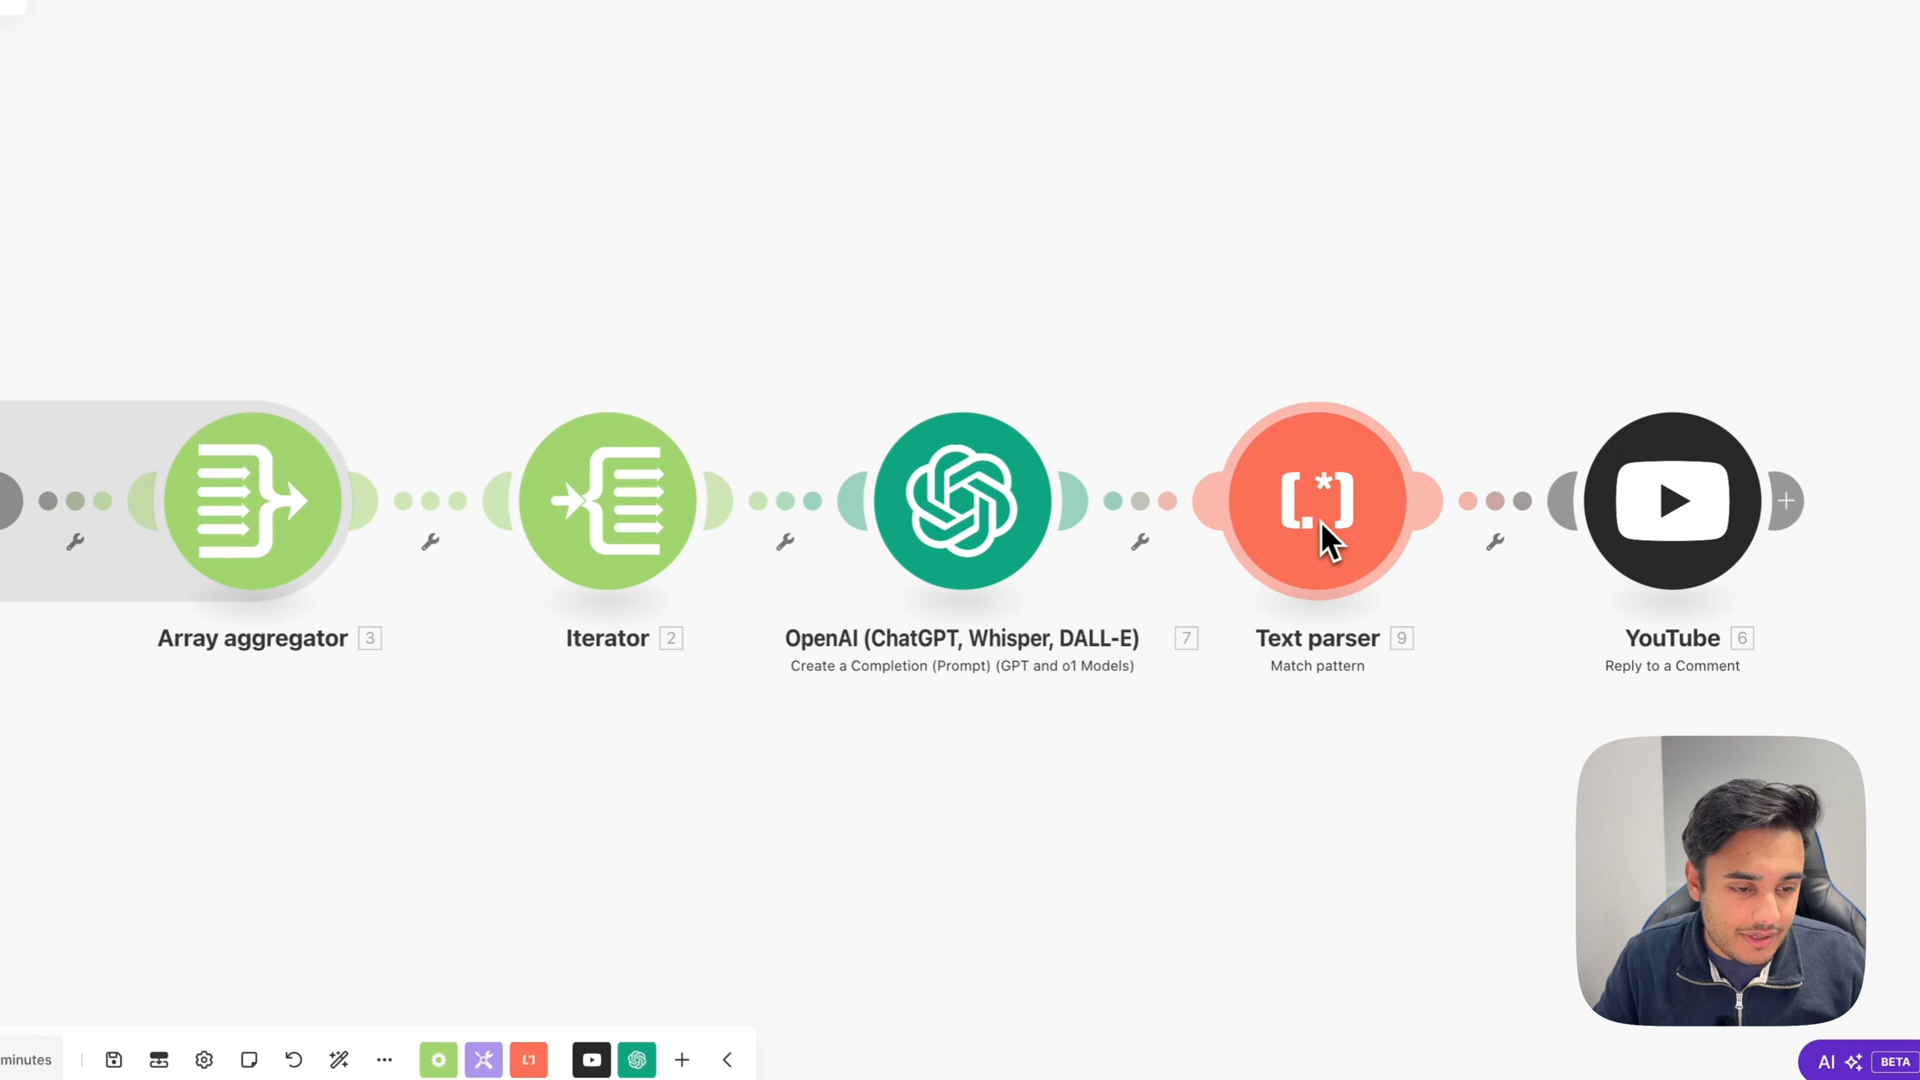 Array aggregator 3
Iterator 2
OpenAI (ChatGPT, Whisper, DALL-E) 7
Create a Completion (Prompt) (GPT and o1 Models)
Text parser 9
Match pattern
YouTube 6
Reply to a Comment
minutes
AI BETA